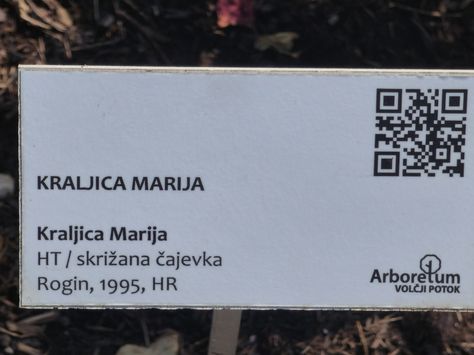 KRALJICA MARIJA
Kraljica Marija
HT / skrižana čajevka
Rogin, 1995, HR
Arboretum
VOLČJI POTOK